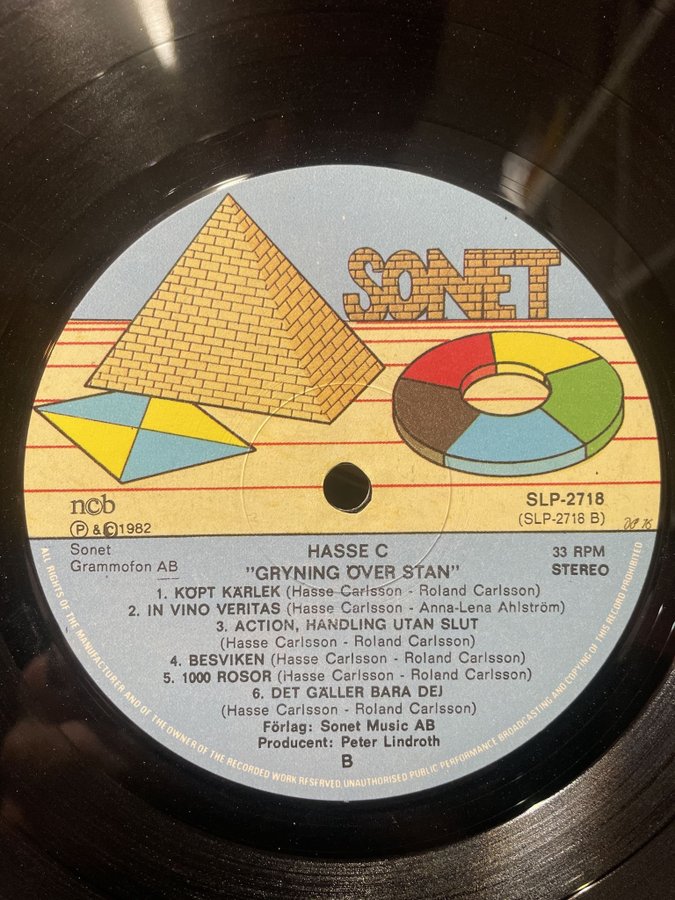 SONET
ncb
SLP-2718
(SLP-2718 B)
Ⓟ & © 1982
Sonet
Grammofon AB
33 RPM
STEREO
HASSE C
"GRYNING ÖVER STAN"
1. KÖPT KÄRLEK (Hasse Carlsson - Roland Carlsson)
2. IN VINO VERITAS (Hasse Carlsson - Anna-Lena Ahlström)
3. ACTION, HANDLING UTAN SLUT
(Hasse Carlsson - Roland Carlsson)
4. BESVIKEN (Hasse Carlsson - Roland Carlsson)
5. 1000 ROSOR (Hasse Carlsson - Roland Carlsson)
6. DET GÄLLER BARA DEJ
(Hasse Carlsson - Roland Carlsson)
Förlag: Sonet Music AB
Producent: Peter Lindroth
B
ALL RIGHTS OF THE MANUFACTURER AND OF THE OWNER OF THE RECORDED WORK RESERVED UNAUTHORISED PUBLIC PERFORMANCE BROADCASTING AND COPYING OF THIS RECORD PROHIBITED